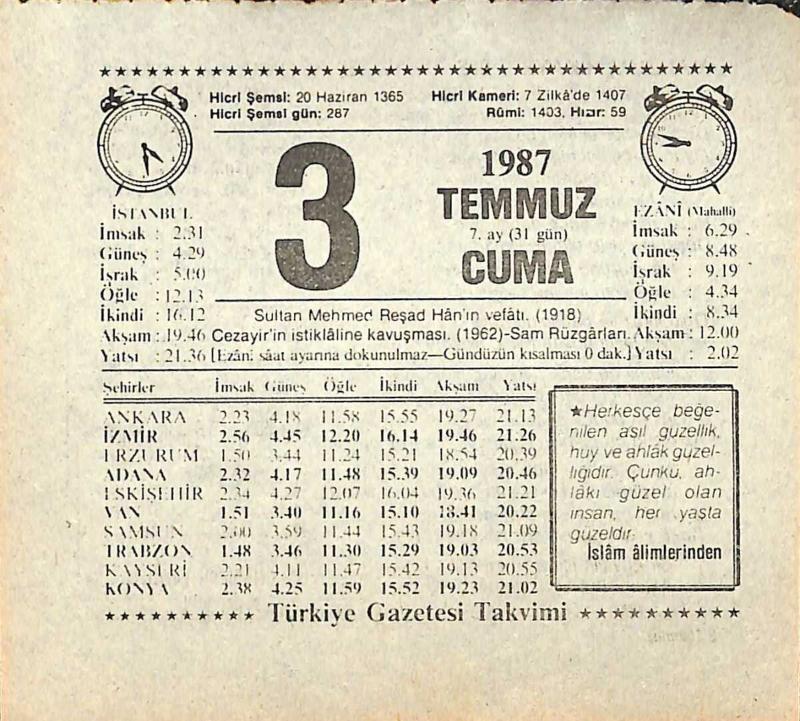 Hicrî Şemsî: 20 Haziran 1365 Hicrî Kamerî: 7 Zilkâ'de 1407
Hicrî Şemsî gün: 287 Rûmî: 1403, Hızır: 59
3
1987
TEMMUZ
7. ay (31 gün)
CUMA
İSTANBUL
İmsak : 2.31
Güneş : 4.29
İşrak : 5.00
Öğle : 12.13
İkindi : 16.12
Akşam : 19.46
Yatsı : 21.36
EZÂNÎ (Mahallî)
İmsak : 6.29
Güneş : 8.48
İşrak : 9.19
Öğle : 4.34
İkindi : 8.34
Akşam : 12.00
Yatsı : 2.02
Sultan Mehmed Reşad Hân'ın vefâtı. (1918)
Cezayir'in istiklâline kavuşması. (1962)-Sam Rüzgârları.
[Ezânî sâat ayarına dokunulmaz—Gündüzün kısalması 0 dak.]
Şehirler İmsak Güneş Öğle İkindi Akşam Yatsı
ANKARA 2.23 4.18 11.58 15.55 19.27 21.13
İZMİR 2.56 4.45 12.20 16.14 19.46 21.26
ERZURUM 1.50 3.44 11.24 15.21 18.54 20.39
ADANA 2.32 4.17 11.48 15.39 19.09 20.46
ESKİŞEHİR 2.34 4.27 12.07 16.04 19.36 21.21
VAN 1.51 3.40 11.16 15.10 18.41 20.22
SAMSUN 2.00 3.59 11.44 15.43 19.18 21.09
TRABZON 1.48 3.46 11.30 15.29 19.03 20.53
KAYSERİ 2.21 4.11 11.47 15.42 19.13 20.55
KONYA 2.38 4.25 11.59 15.52 19.23 21.02
★Herkesçe beğe-
nilen asıl güzellik,
huy ve ahlâk güzel-
liğidir. Çünkü, ah-
lâkı güzel olan
insan, her yaşta
güzeldir.
İslâm âlimlerinden
Türkiye Gazetesi Takvimi